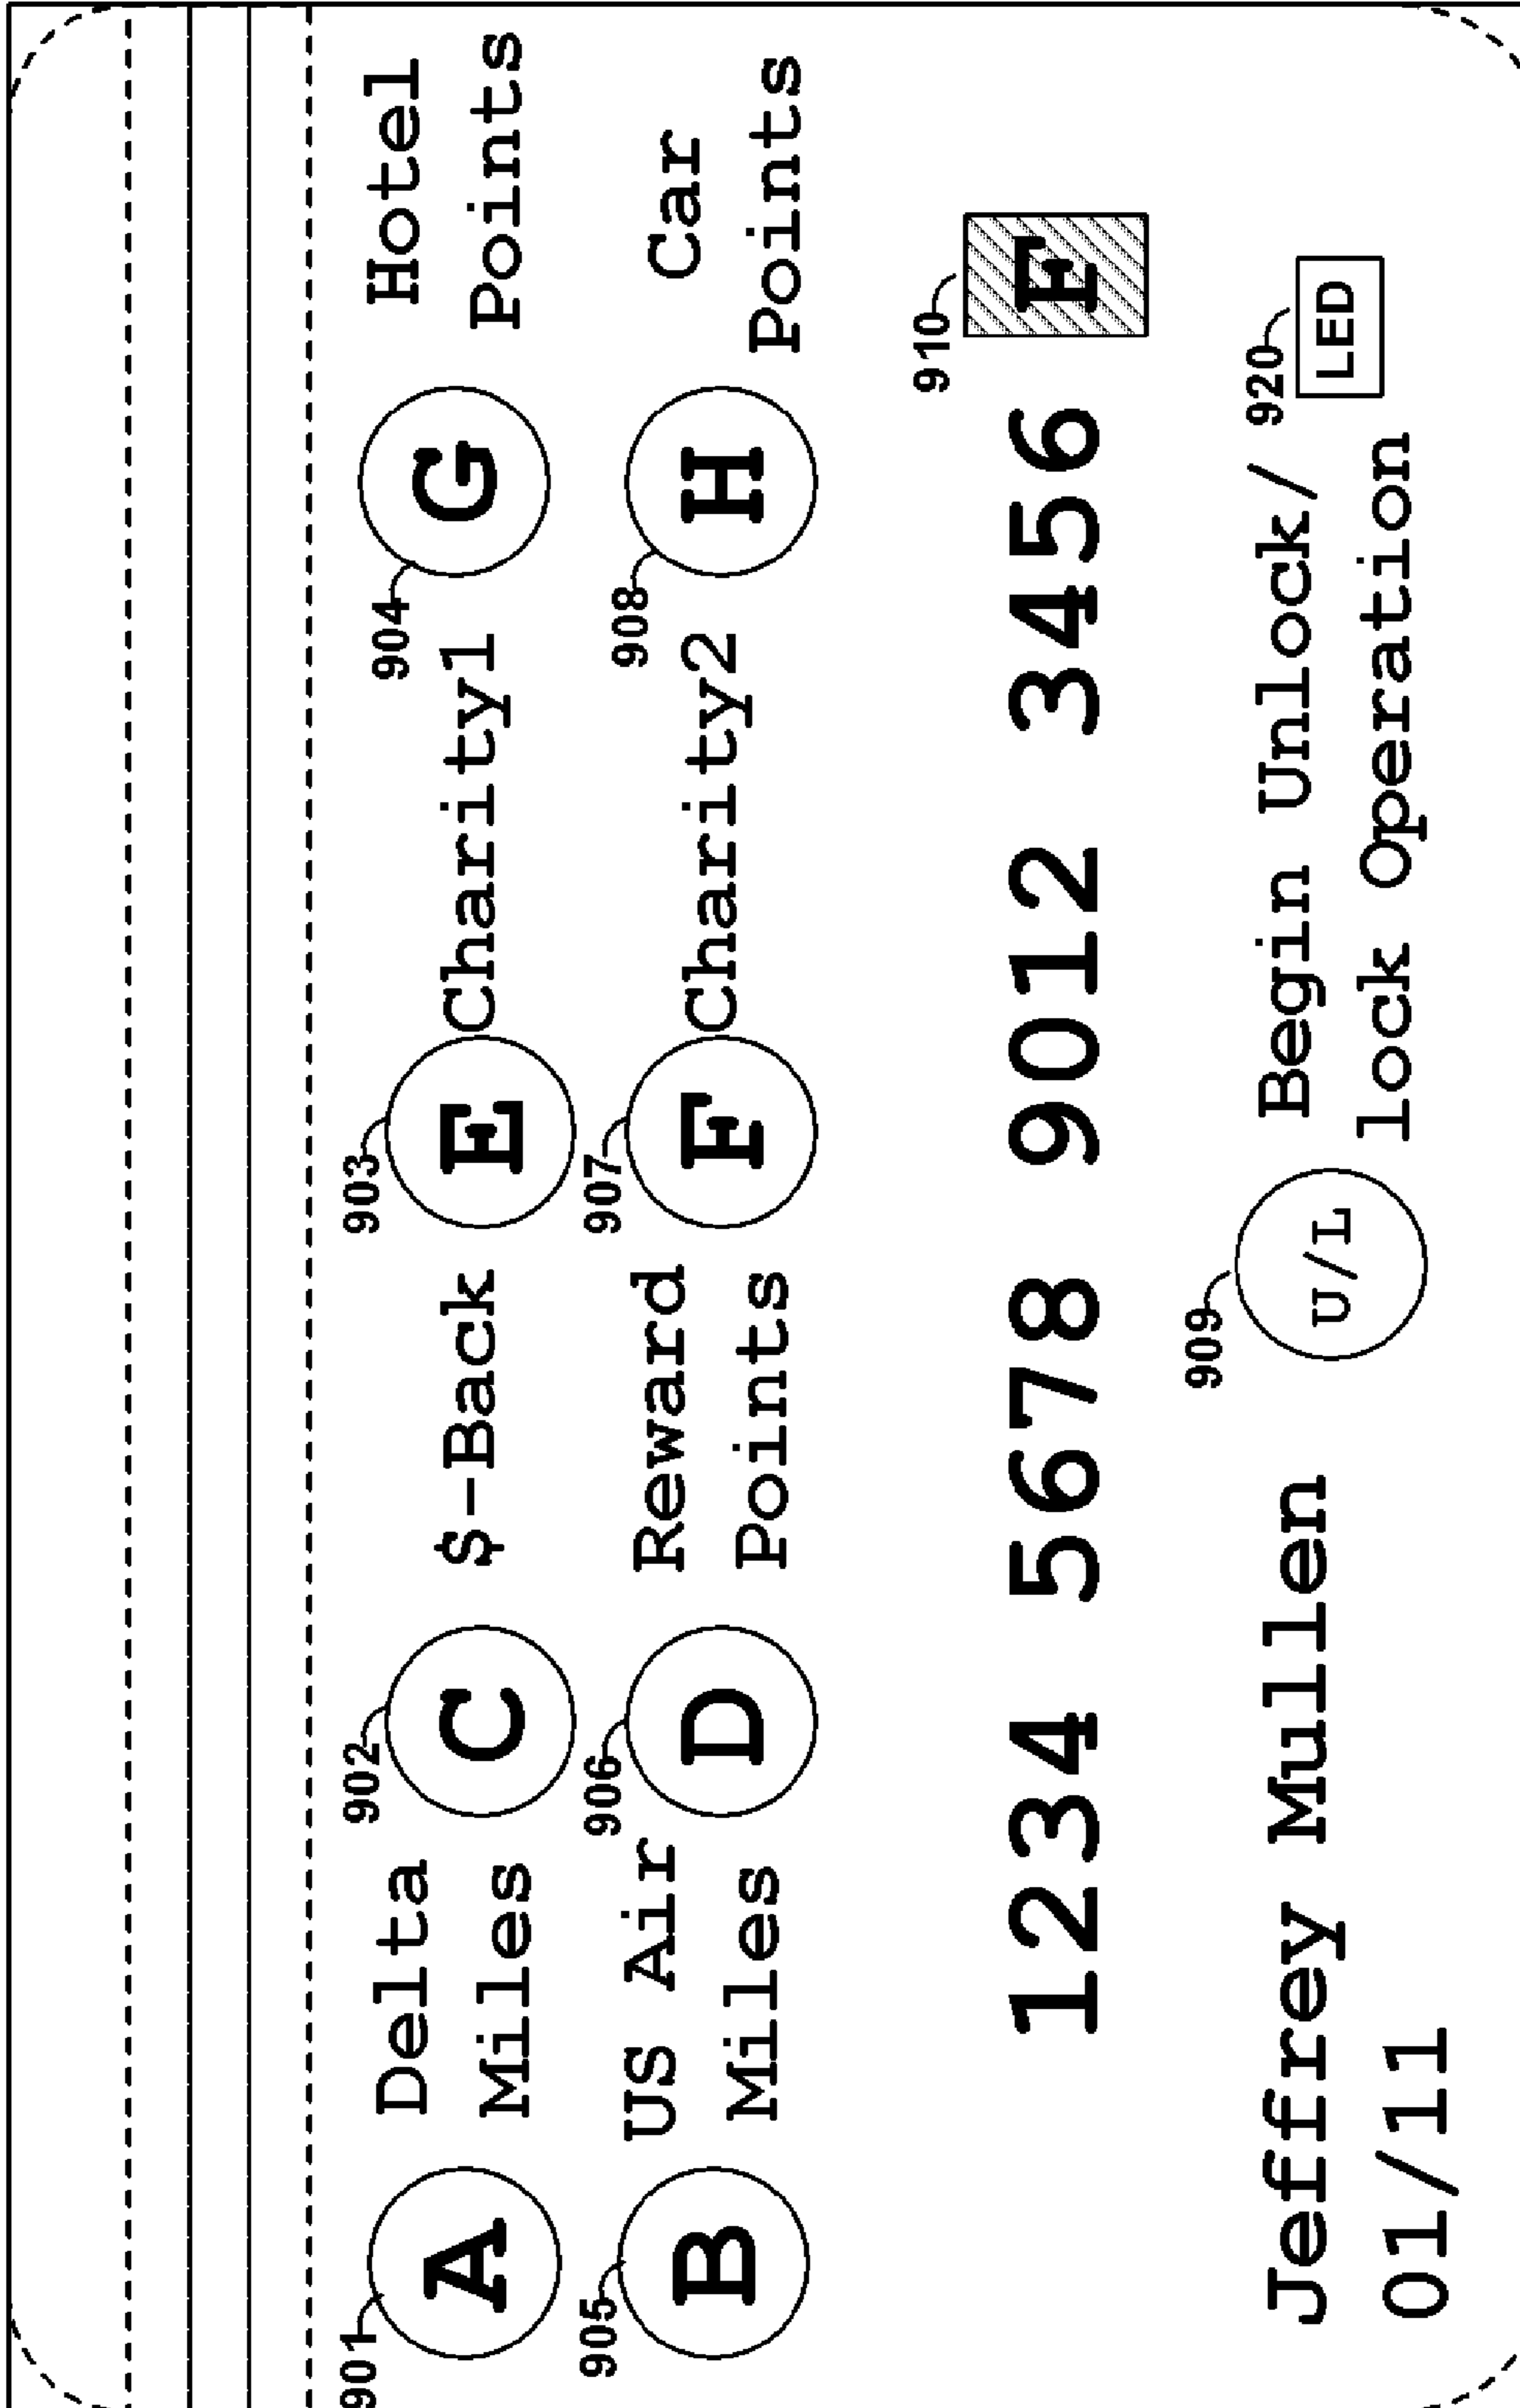 901 A Delta Miles 902 C $-Back 903 E Charity1 904 G Hotel Points
905 B US Air Miles 906 D Reward Points 907 F Charity2 908 H Car Points
1234 5678 9012 3456 910 F
Jeffrey Mullen 909 U/L Begin Unlock/ 920 LED
01/11 lock Operation